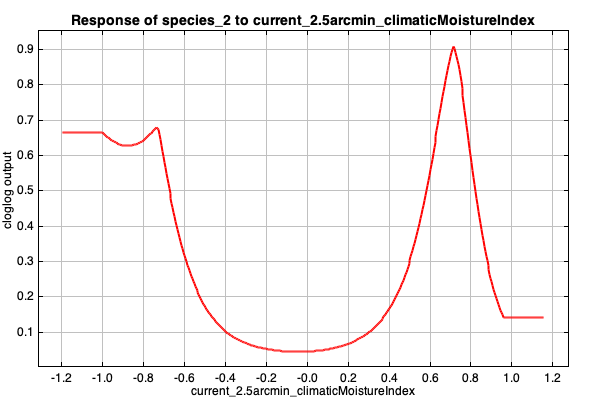 Response of species_2 to current_2.5arcmin_climaticMoistureIndex
cloglog output
0.9
0.8
0.7
0.6
0.5
0.4
0.3
0.2
0.1
-1.2 -1.0 -0.8 -0.6 -0.4 -0.2 -0.0 0.2 0.4 0.6 0.8 1.0 1.2
current_2.5arcmin_climaticMoistureIndex